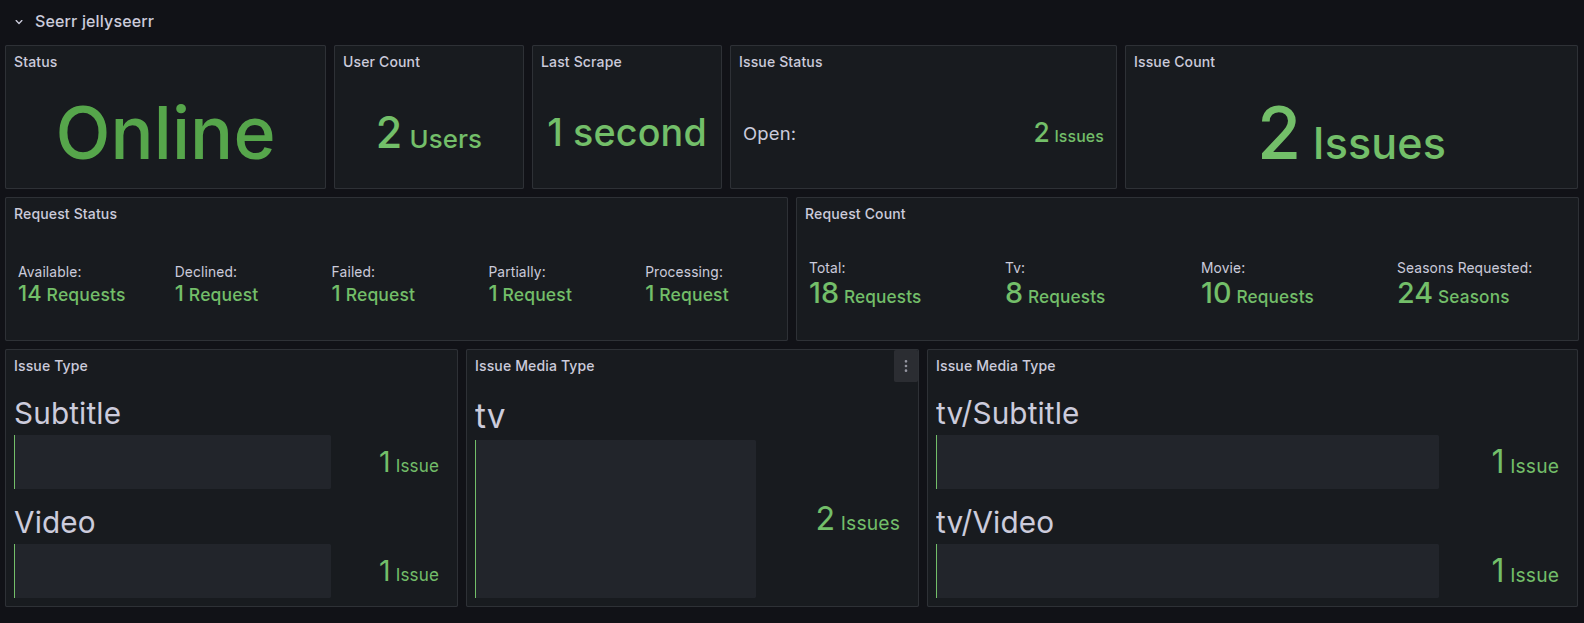 Seerr jellyseerr
Status
Online
User Count
2 Users
Last Scrape
1 second
Issue Status
Open:
2 Issues
Issue Count
2 Issues
Request Status
Available:
14 Requests
Declined:
1 Request
Failed:
1 Request
Partially:
1 Request
Processing:
1 Request
Request Count
Total:
18 Requests
Tv:
8 Requests
Movie:
10 Requests
Seasons Requested:
24 Seasons
Issue Type
Subtitle
1 Issue
Video
1 Issue
Issue Media Type
tv
2 Issues
Issue Media Type
tv/Subtitle
1 Issue
tv/Video
1 Issue